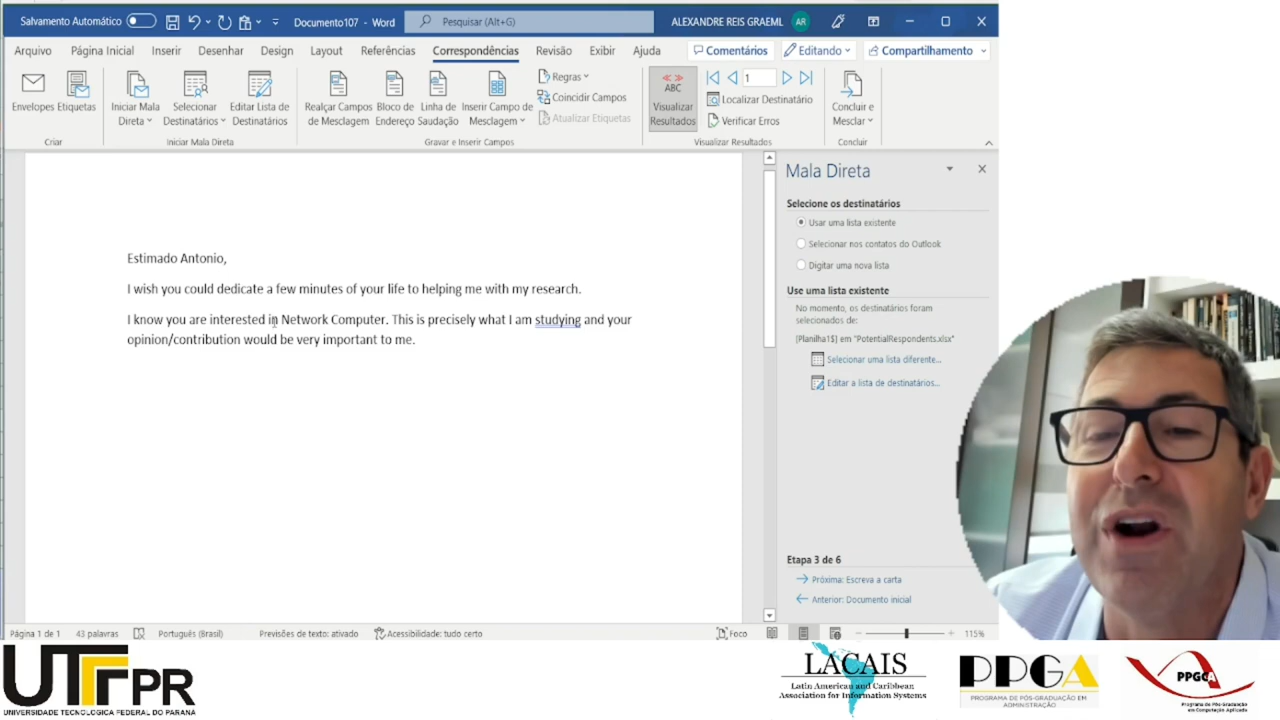 Salvamento Automático
Documento107 - Word
Pesquisar (Alt+G)
ALEXANDRE REIS GRAEML
AR
Arquivo
Página Inicial
Inserir
Desenhar
Design
Layout
Referências
Correspondências
Revisão
Exibir
Ajuda
Comentários
Editando
Compartilhamento
Envelopes Etiquetas
Criar
Iniciar Mala
Direta
Selecionar
Destinatários
Editar Lista de
Destinatários
Iniciar Mala Direta
Realçar Campos
de Mesclagem
Bloco de
Endereço
Linha de
Saudação
Inserir Campo de
Mesclagem
Regras
Coincidir Campos
Atualizar Etiquetas
Gravar e Inserir Campos
ABC
Visualizar
Resultados
1
Localizar Destinatário
Verificar Erros
Visualizar Resultados
Concluir e
Mesclar
Concluir
Estimado Antonio,
I wish you could dedicate a few minutes of your life to helping me with my research.
I know you are interested in Network Computer. This is precisely what I am studying and your
opinion/contribution would be very important to me.
Mala Direta
Selecione os destinatários
Usar uma lista existente
Selecionar nos contatos do Outlook
Digitar uma nova lista
Use uma lista existente
No momento, os destinatários foram
selecionados de:
[Planilha1$] em "PotentialRespondents.xlsx"
Selecionar uma lista diferente...
Editar a lista de destinatários...
Etapa 3 de 6
Próxima: Escreva a carta
Anterior: Documento inicial
Página 1 de 1
43 palavras
Português (Brasil)
Previsões de texto: ativado
Acessibilidade: tudo certo
Foco
115%
UTFPR
UNIVERSIDADE TECNOLÓGICA FEDERAL DO PARANÁ
LACAIS
Latin American and Caribbean
Association for Information Systems
PPGA
PROGRAMA DE PÓS-GRADUAÇÃO EM
ADMINISTRAÇÃO
PPGCA
Programa de Pós-Graduação
em Computação Aplicada